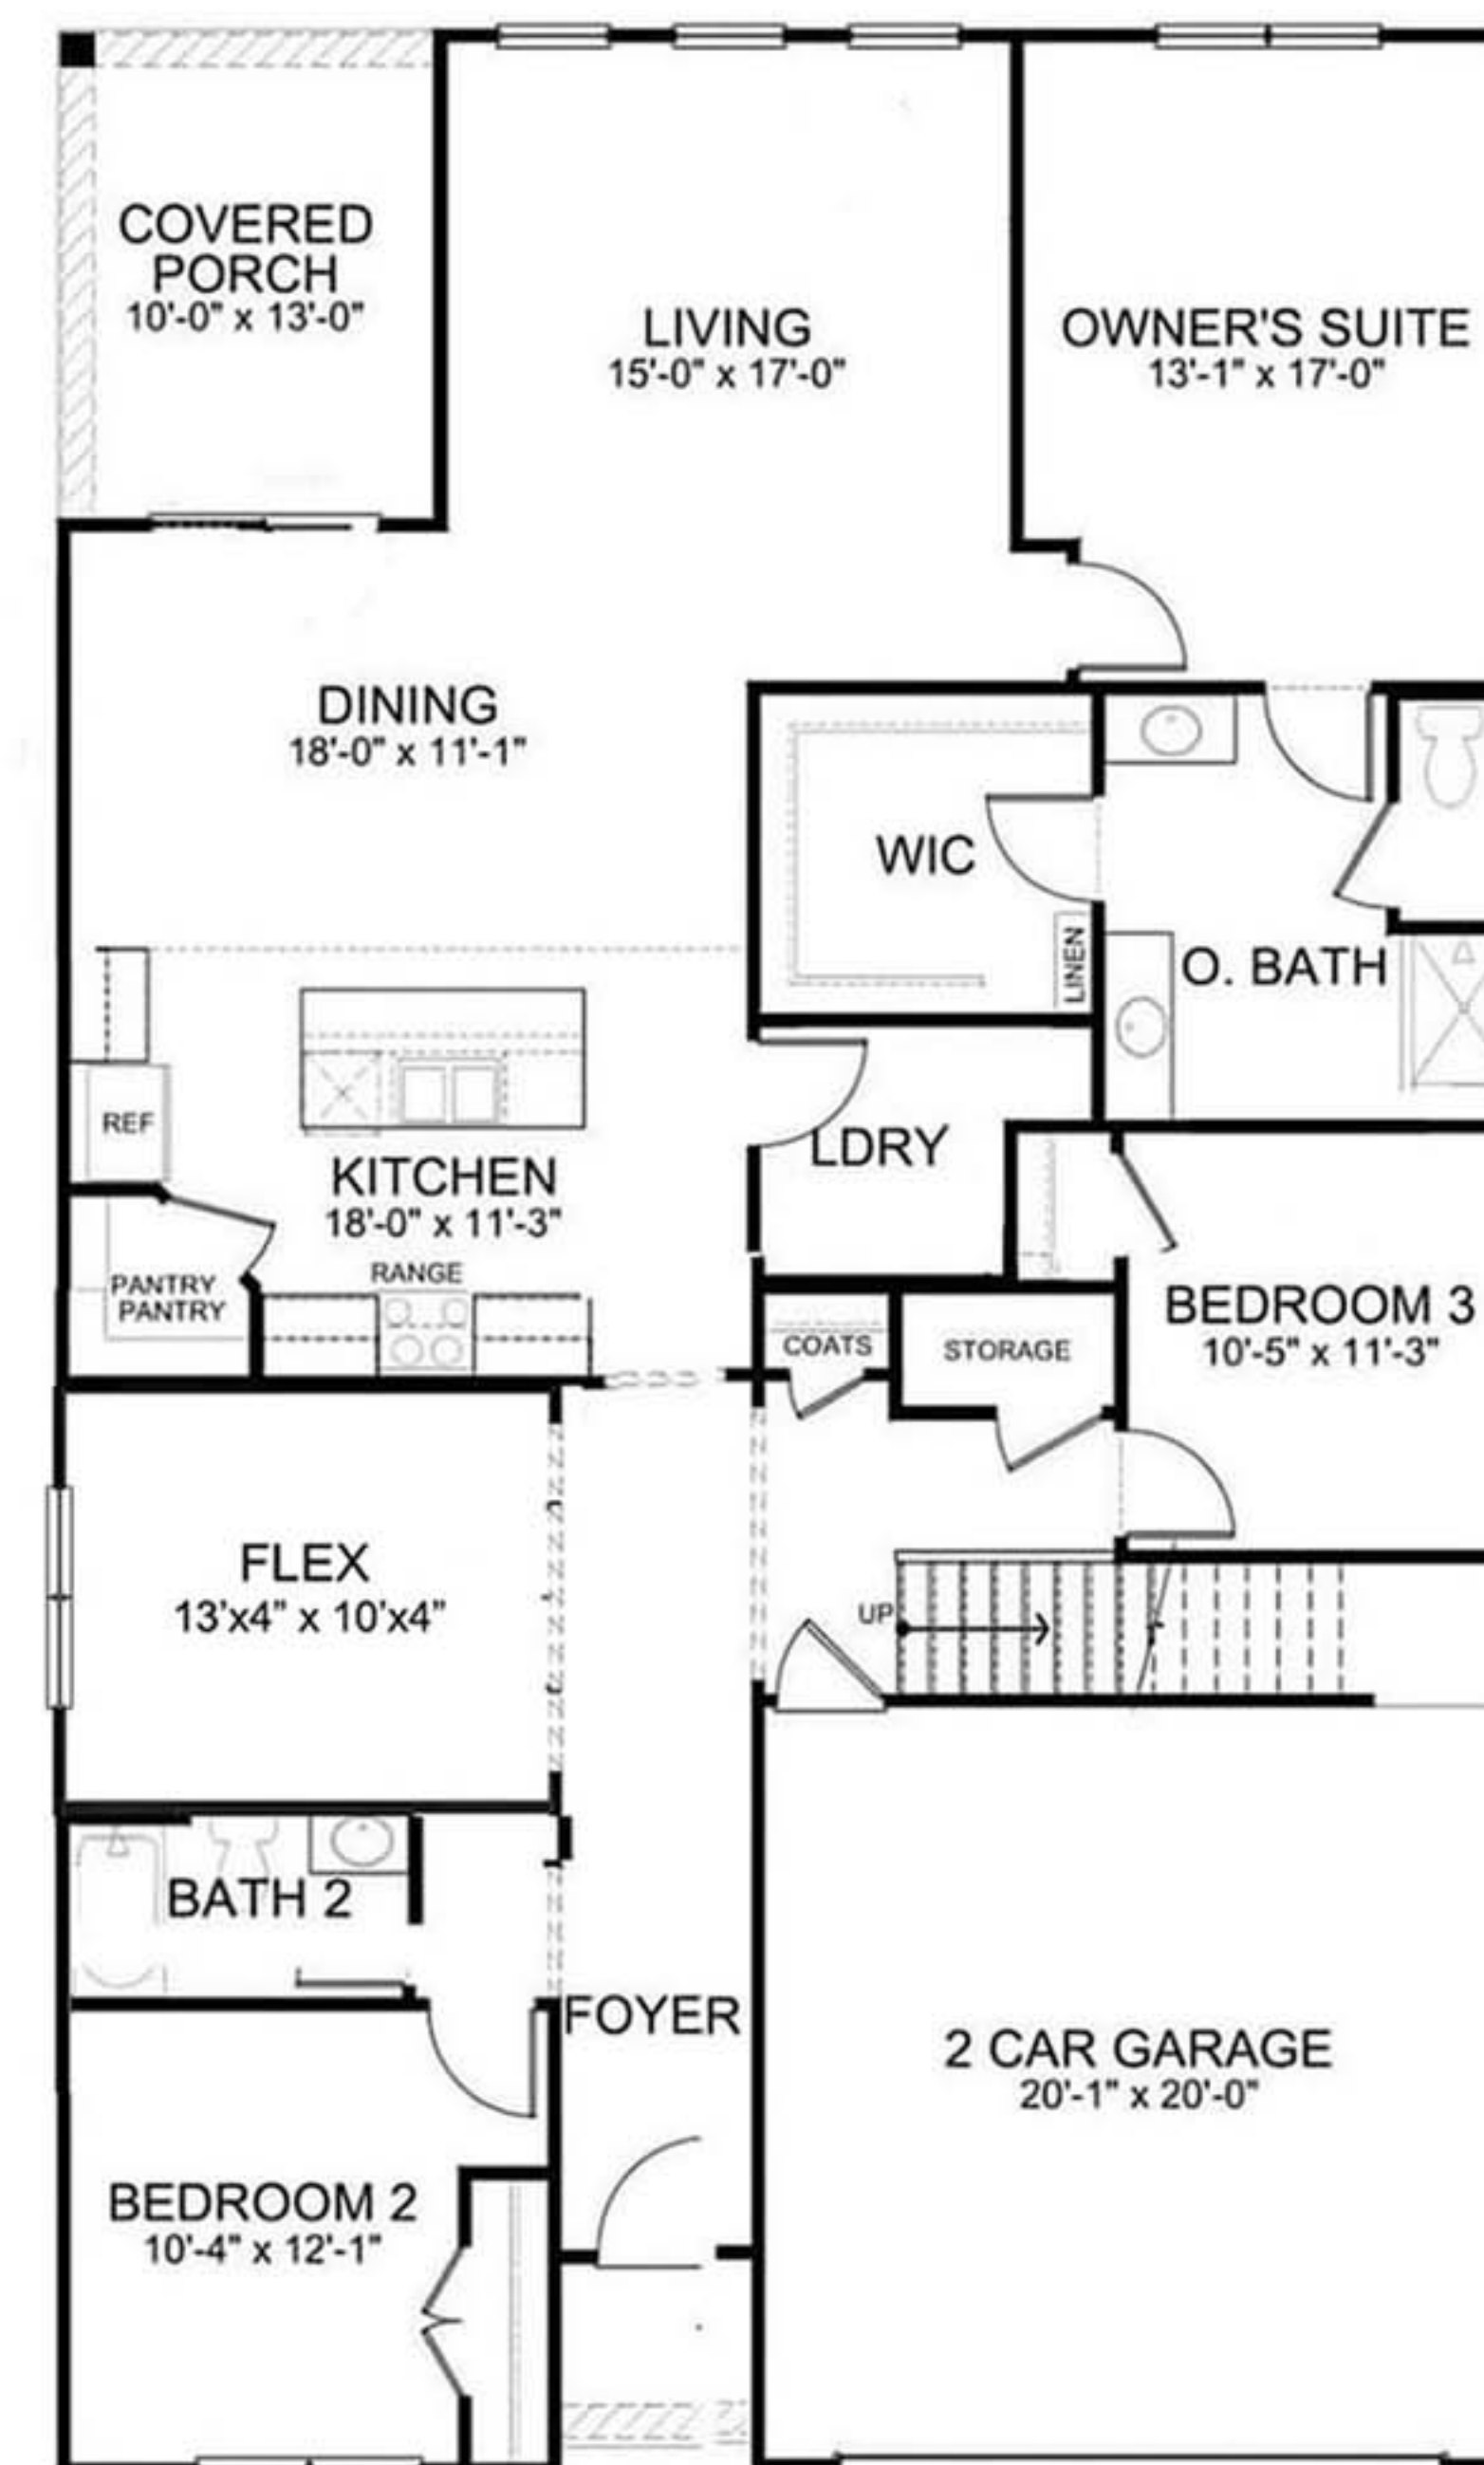 COVERED
PORCH
10'-0" x 13'-0"
LIVING
15'-0" x 17'-0"
OWNER'S SUITE
13'-1" x 17'-0"
DINING
18'-0" x 11'-1"
WIC
LINEN
O. BATH
REF
KITCHEN
18'-0" x 11'-3"
LDRY
RANGE
PANTRY
PANTRY
COATS
STORAGE
BEDROOM 3
10'-5" x 11'-3"
FLEX
13'x4" x 10'x4"
UP
BATH 2
FOYER
2 CAR GARAGE
20'-1" x 20'-0"
BEDROOM 2
10'-4" x 12'-1"